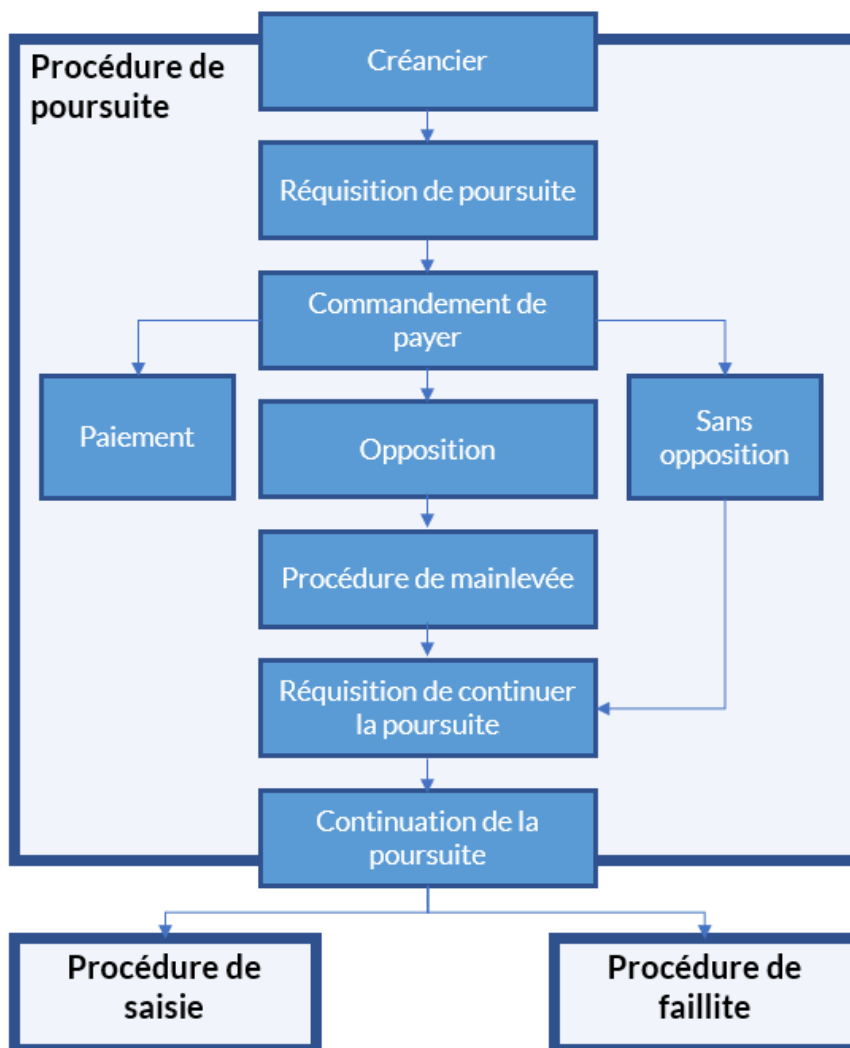 Créancier
Procédure de
poursuite
Réquisition de poursuite
Commandement de
payer
Paiement
Opposition
Sans
opposition
Procédure de mainlevée
Réquisition de continuer
la poursuite
Continuation de la
poursuite
Procédure de
saisie
Procédure de
faillite